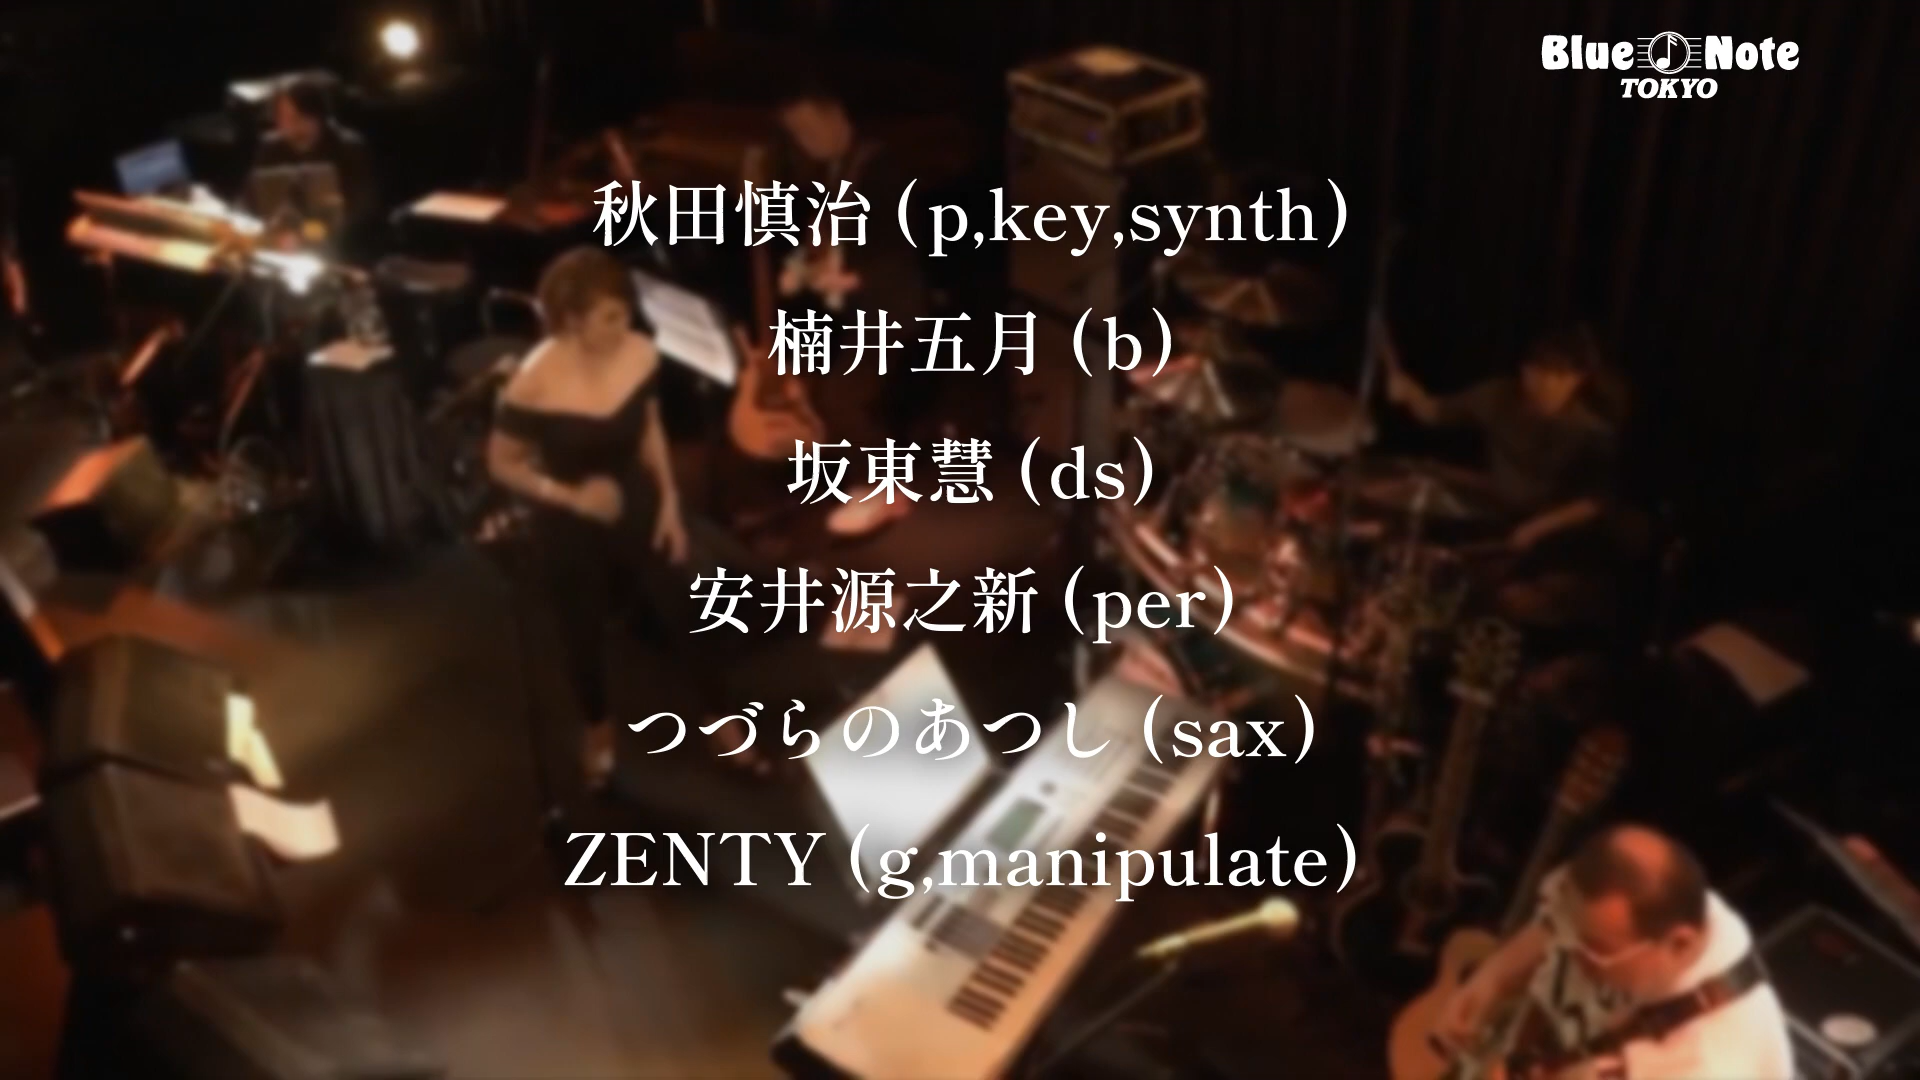 Blue Note
TOKYO
秋田慎治 (p,key,synth)
楠井五月 (b)
坂東慧 (ds)
安井源之新 (per)
つづらのあつし (sax)
ZENTY (g,manipulate)